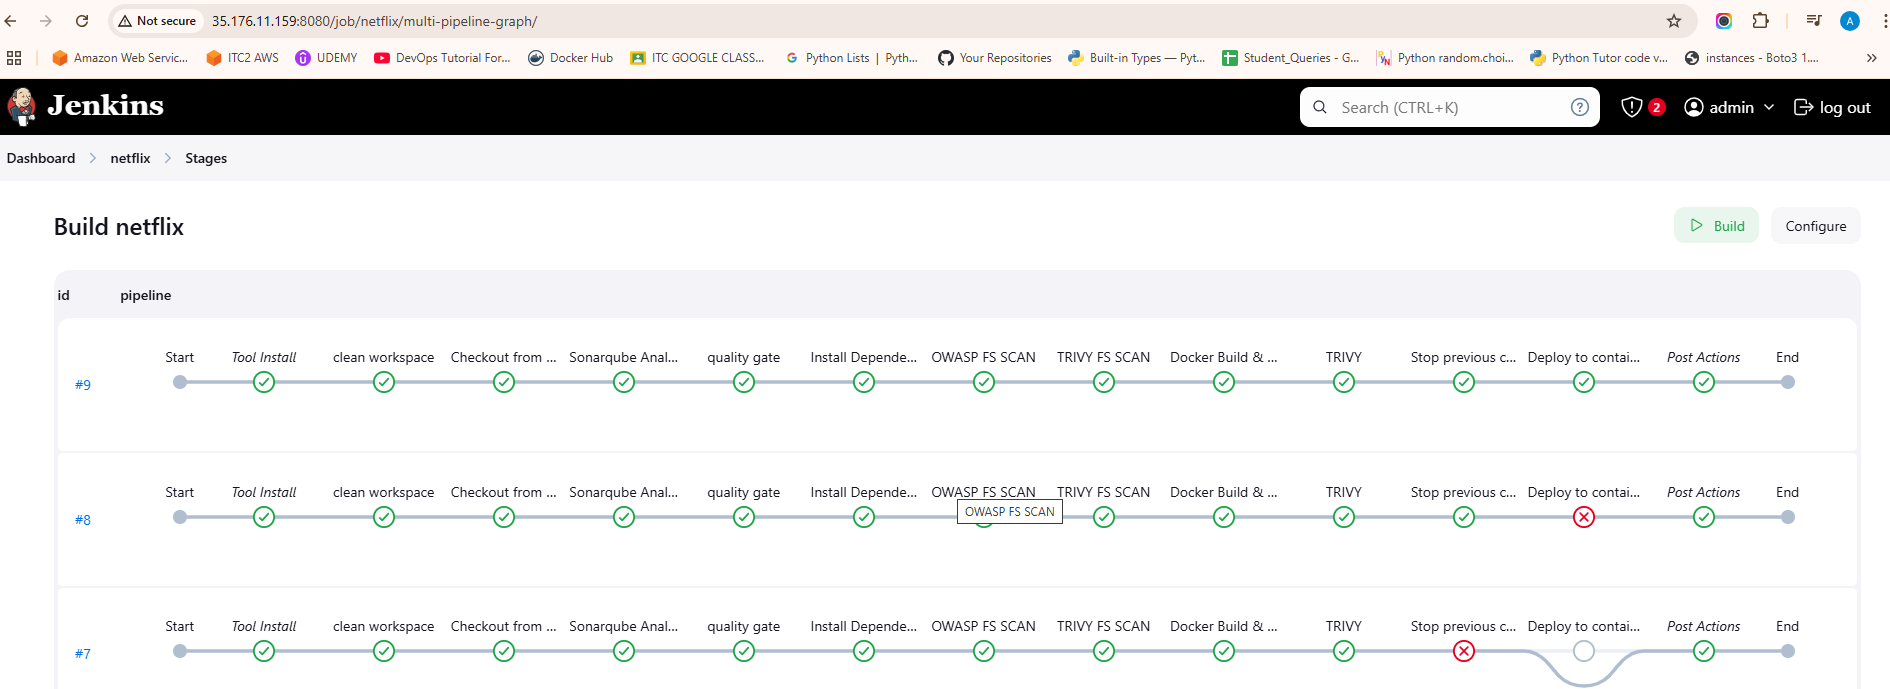 Not secure
35.176.11.159:8080/job/netflix/multi-pipeline-graph/
A
Amazon Web Servic...
ITC2 AWS
UDEMY
DevOps Tutorial For...
Docker Hub
ITC GOOGLE CLASS...
Python Lists | Pyth...
Your Repositories
Built-in Types — Pyt...
Student_Queries - G...
Python random.choi...
Python Tutor code v...
instances - Boto3 1....
»
Jenkins
Search (CTRL+K)
?
2
admin
log out
Dashboard > netflix > Stages
Build netflix
Build
Configure
id pipeline
Start Tool Install clean workspace Checkout from ... Sonarqube Anal... quality gate Install Depende... OWASP FS SCAN TRIVY FS SCAN Docker Build & ... TRIVY Stop previous c... Deploy to contai... Post Actions End
#9
Start Tool Install clean workspace Checkout from ... Sonarqube Anal... quality gate Install Depende... OWASP FS SCAN TRIVY FS SCAN Docker Build & ... TRIVY Stop previous c... Deploy to contai... Post Actions End
OWASP FS SCAN
#8
Start Tool Install clean workspace Checkout from ... Sonarqube Anal... quality gate Install Depende... OWASP FS SCAN TRIVY FS SCAN Docker Build & ... TRIVY Stop previous c... Deploy to contai... Post Actions End
#7